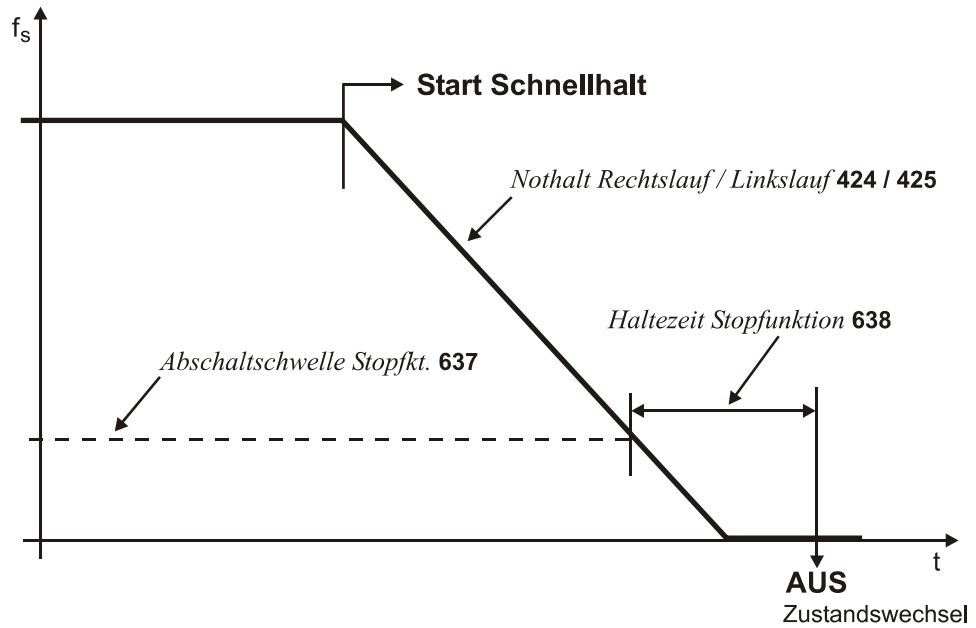 fs
Start Schnellhalt
Nothalt Rechtslauf / Linkslauf 424 / 425
Haltezeit Stopfunktion 638
Abschaltschwelle Stopfkt. 637
t
AUS
Zustandswechsel